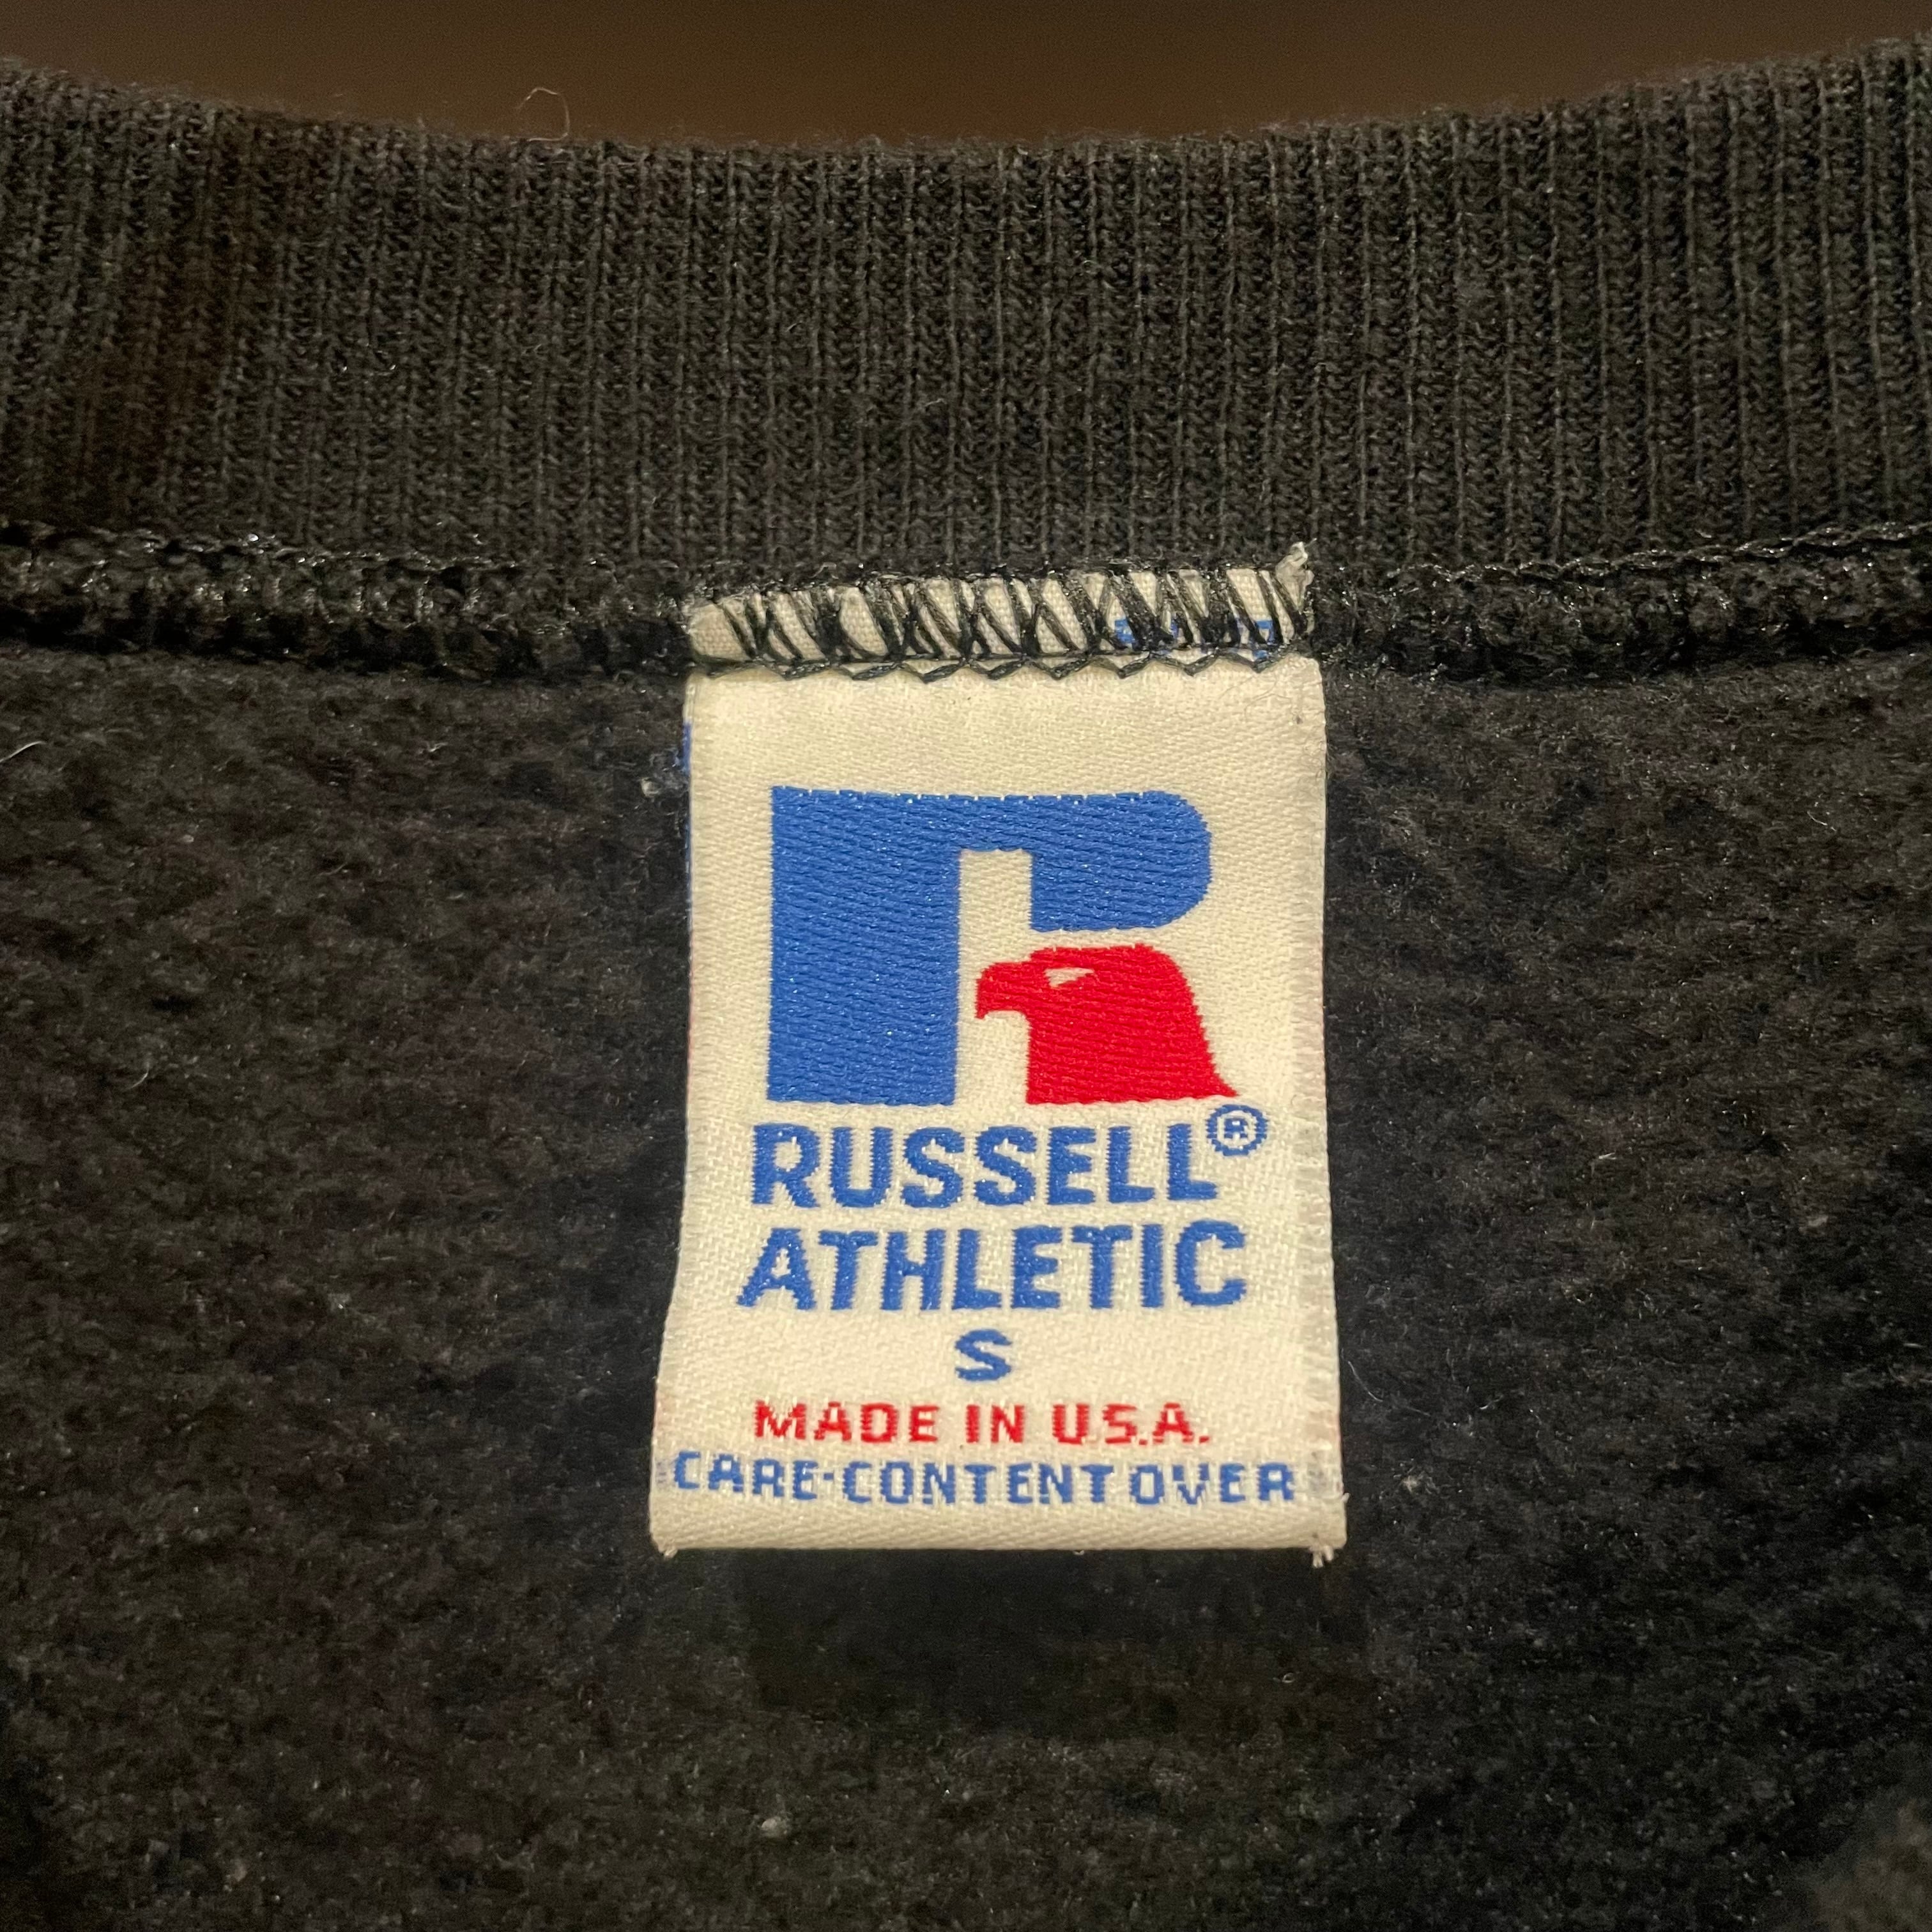 RUSSELL®
ATHLETIC
S
MADE IN U.S.A.
CARE-CONTENT OVER